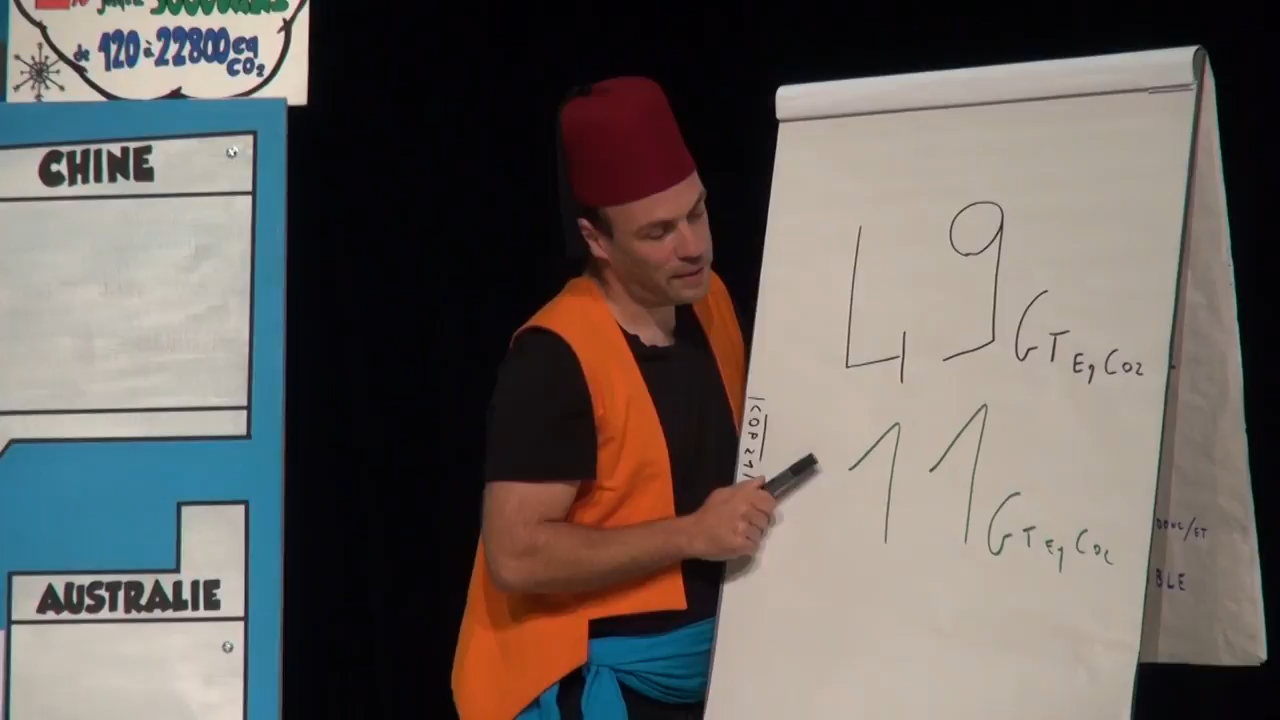 de 120 à 22800 eq
CO2
CHINE
AUSTRALIE
49 GT Eq CO2
11 GT Eq CO2
COP21
BLE